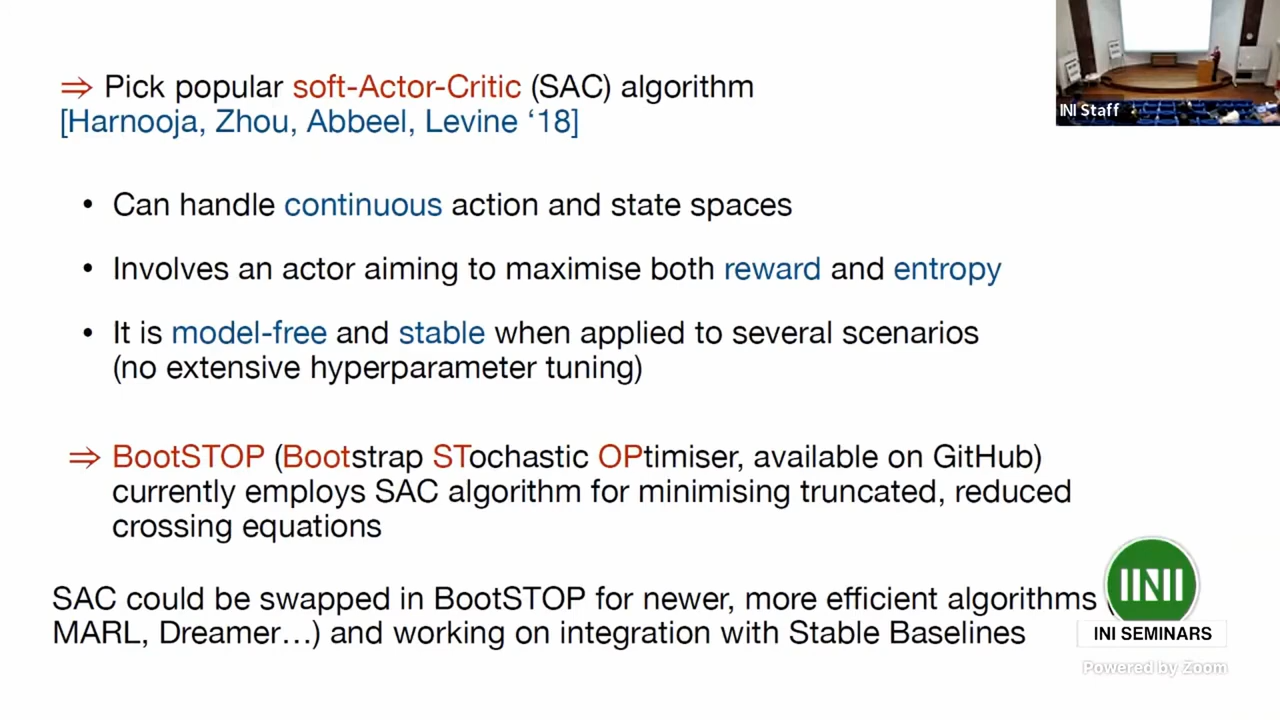 ⇒ Pick popular soft-Actor-Critic (SAC) algorithm
[Harnooja, Zhou, Abbeel, Levine ‘18]
• Can handle continuous action and state spaces
• Involves an actor aiming to maximise both reward and entropy
• It is model-free and stable when applied to several scenarios
(no extensive hyperparameter tuning)
⇒ BootSTOP (Bootstrap STochastic OPtimiser, available on GitHub)
currently employs SAC algorithm for minimising truncated, reduced
crossing equations
SAC could be swapped in BootSTOP for newer, more efficient algorithms (
MARL, Dreamer…) and working on integration with Stable Baselines
INI Staff
INI
INI SEMINARS
Powered by Zoom